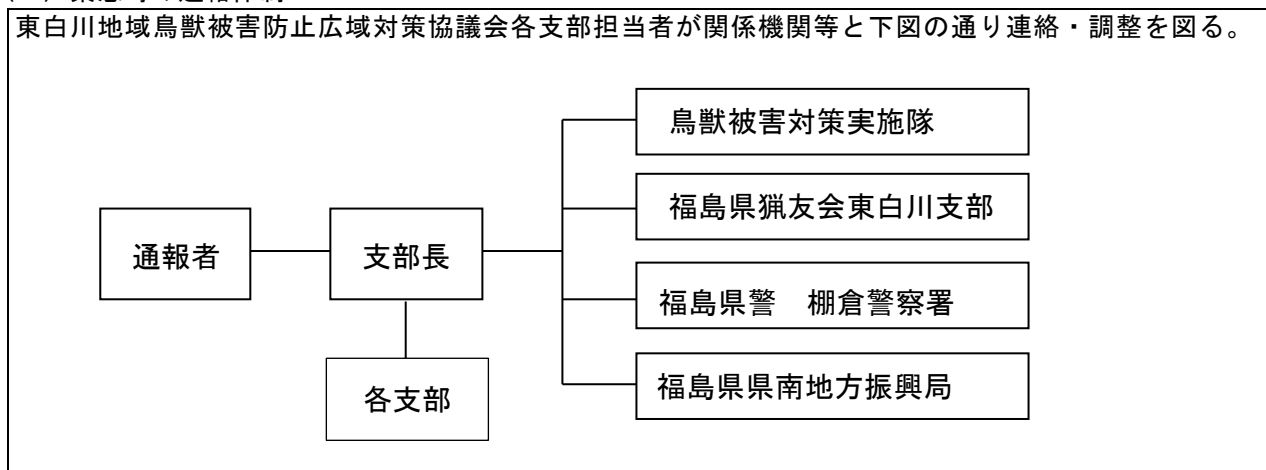 東白川地域鳥獣被害防止広域対策協議会各支部担当者が関係機関等と下図の通り連絡・調整を図る。
鳥獣被害対策実施隊
福島県猟友会東白川支部
通報者
支部長
福島県警　棚倉警察署
各支部
福島県県南地方振興局